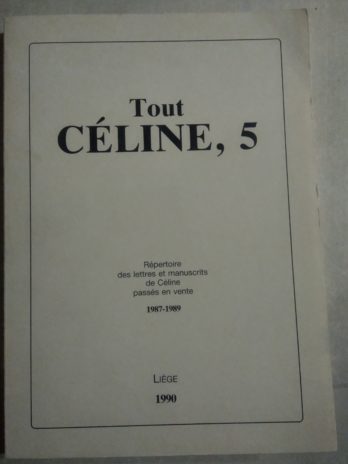 Tout
CÉLINE, 5
Répertoire
des lettres et manuscrits
de Céline
passés en vente
1987-1989
LIÈGE
1990